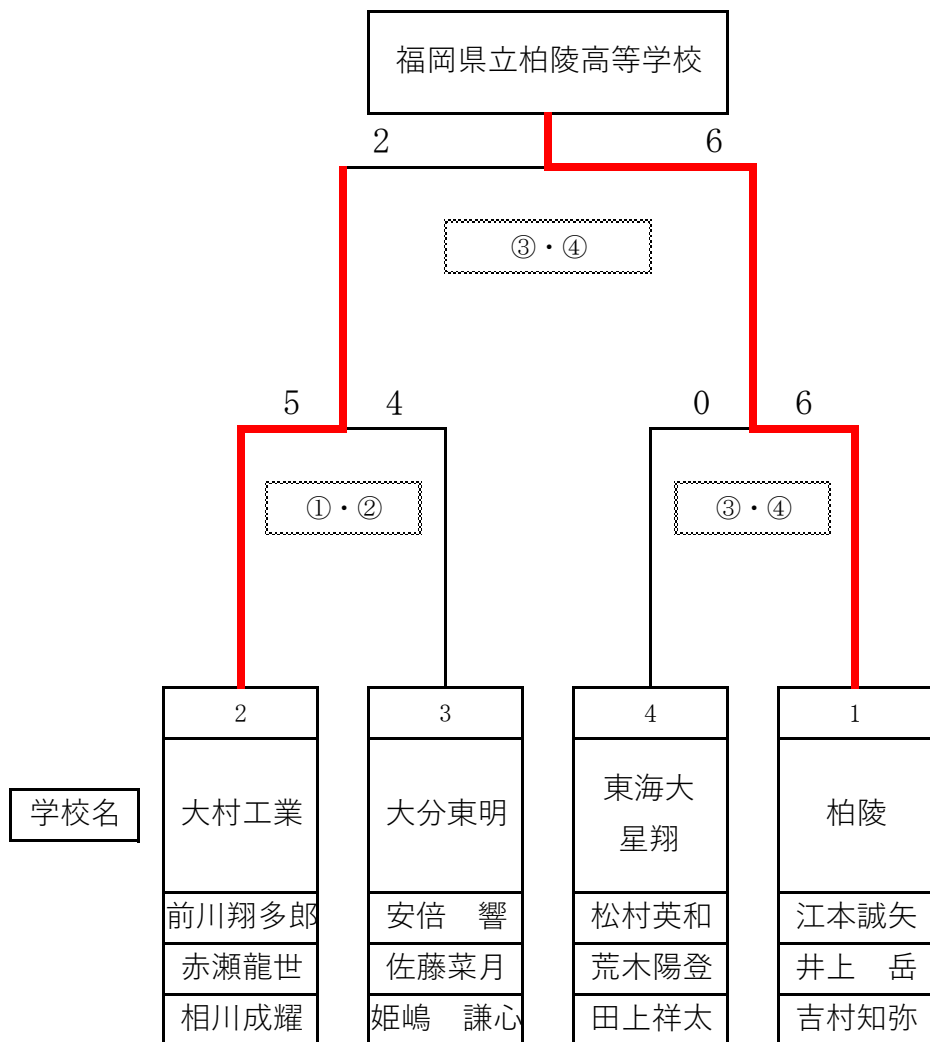 福岡県立柏陵高等学校
2 6
③・④
5 4 0 6
①・② ③・④
2 3 4 1
学校名 大村工業 大分東明 東海大 柏陵
星翔
前川翔多郎 安倍　響 松村英和 江本誠矢
赤瀬龍世 佐藤菜月 荒木陽登 井上　岳
相川成耀 姫嶋　謙心 田上祥太 吉村知弥